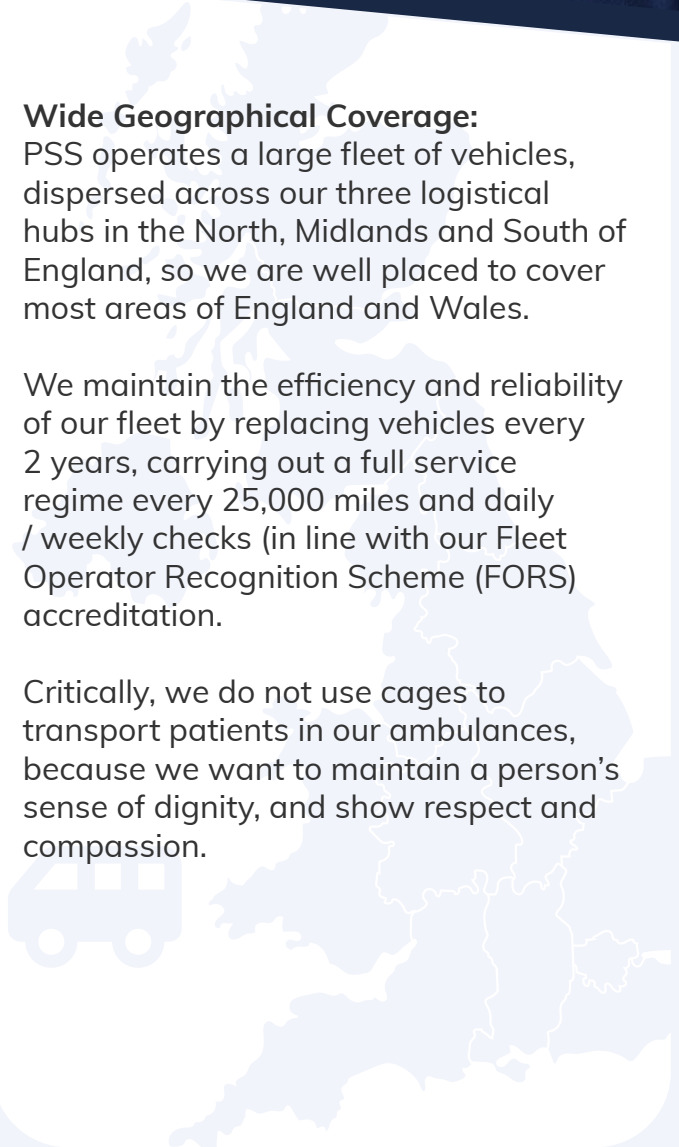 Wide Geographical Coverage:
PSS operates a large fleet of vehicles,
dispersed across our three logistical
hubs in the North, Midlands and South of
England, so we are well placed to cover
most areas of England and Wales.
We maintain the efficiency and reliability
of our fleet by replacing vehicles every
2 years, carrying out a full service
regime every 25,000 miles and daily
/ weekly checks (in line with our Fleet
Operator Recognition Scheme (FORS)
accreditation.
Critically, we do not use cages to
transport patients in our ambulances,
because we want to maintain a person’s
sense of dignity, and show respect and
compassion.